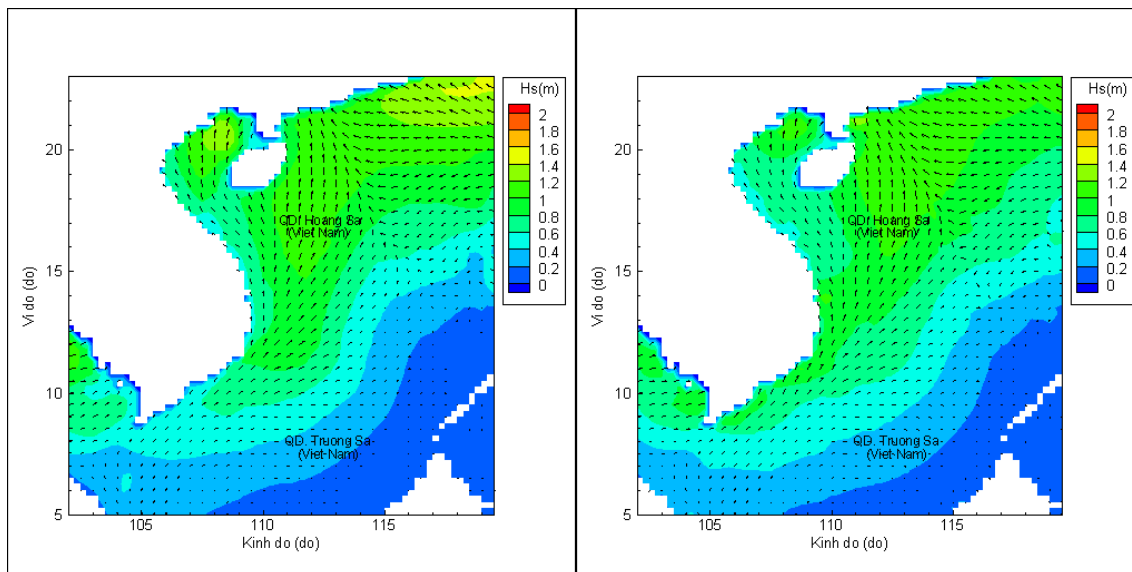 Hs(m)
2
1.8
1.6
1.4
1.2
1
0.8
0.6
0.4
0.2
0
20
15
10
5
Vi do (do)
QD. Hoang Sa
(Viet Nam)
QD. Truong Sa
(Viet Nam)
105
110
115
Kinh do (do)
Hs(m)
2
1.8
1.6
1.4
1.2
1
0.8
0.6
0.4
0.2
0
20
15
10
5
Vi do (do)
QD. Hoang Sa
(Viet Nam)
QD. Truong Sa
(Viet Nam)
105
110
115
Kinh do (do)